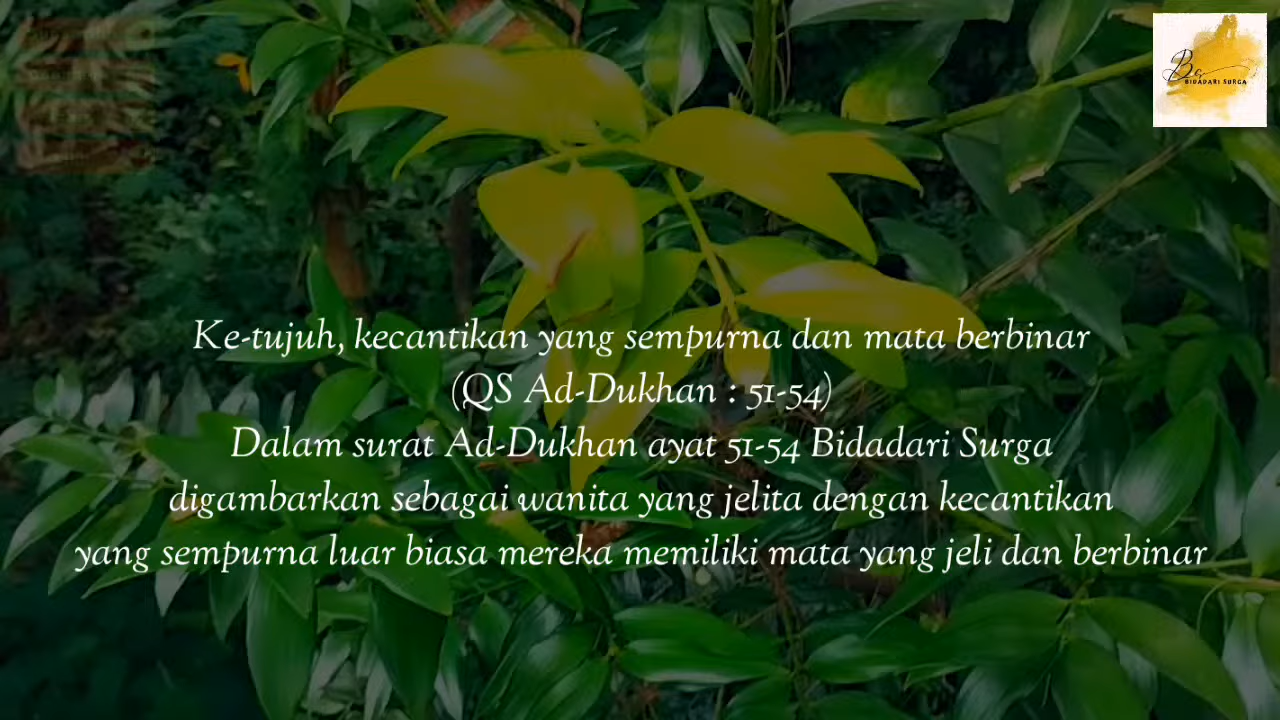 Bs
BIDADARI SURGA
Ke-tujuh, kecantikan yang sempurna dan mata berbinar
(QS Ad-Dukhan : 51-54)
Dalam surat Ad-Dukhan ayat 51-54 Bidadari Surga
digambarkan sebagai wanita yang jelita dengan kecantikan
yang sempurna luar biasa mereka memiliki mata yang jeli dan berbinar